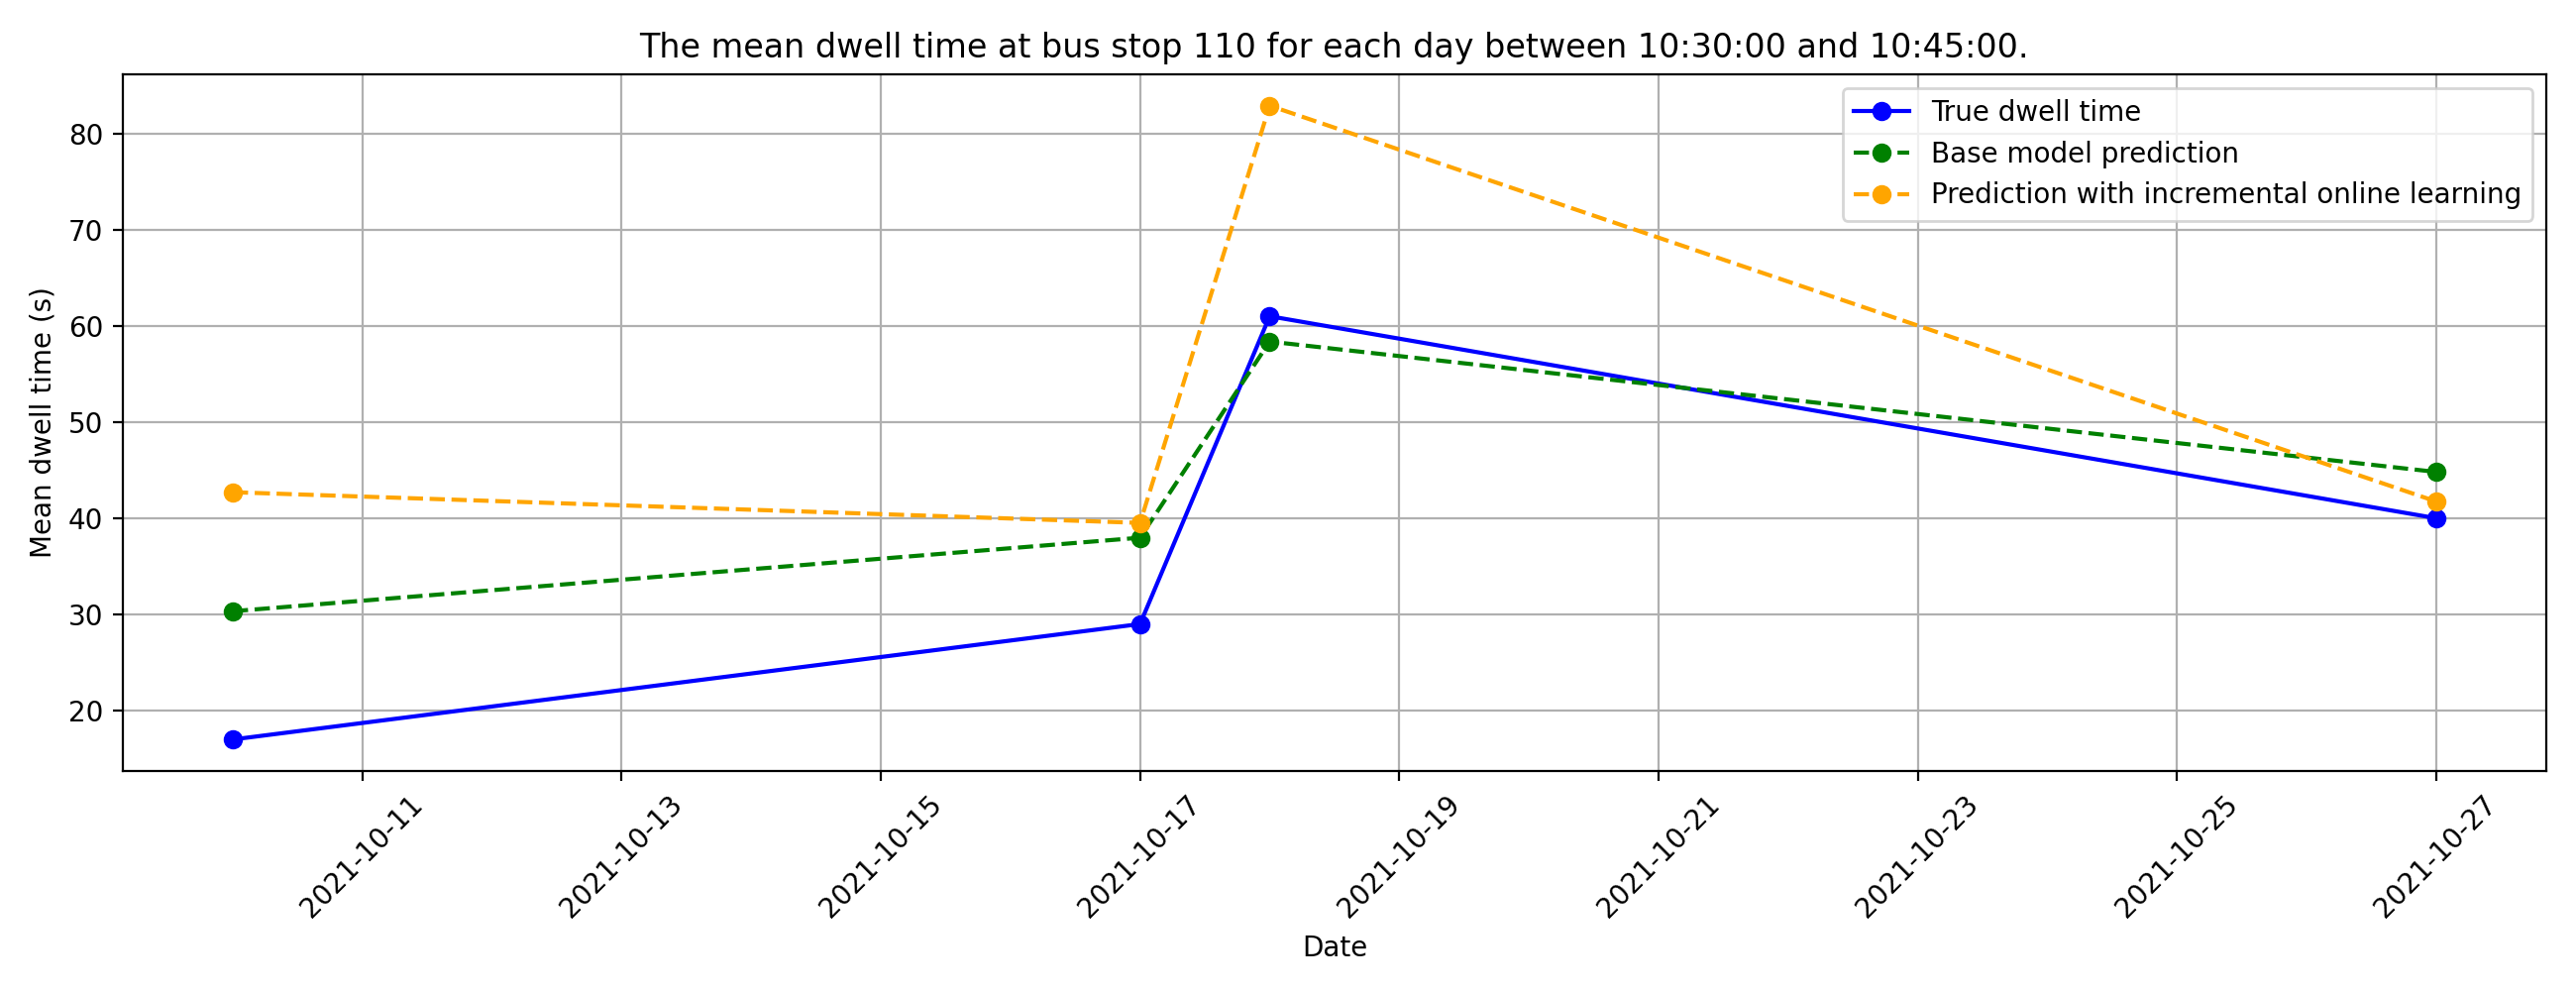 The mean dwell time at bus stop 110 for each day between 10:30:00 and 10:45:00.
True dwell time
Base model prediction
Prediction with incremental online learning
Mean dwell time (s)
80
70
60
50
40
30
20
2021-10-11
2021-10-13
2021-10-15
2021-10-17
2021-10-19
2021-10-21
2021-10-23
2021-10-25
2021-10-27
Date